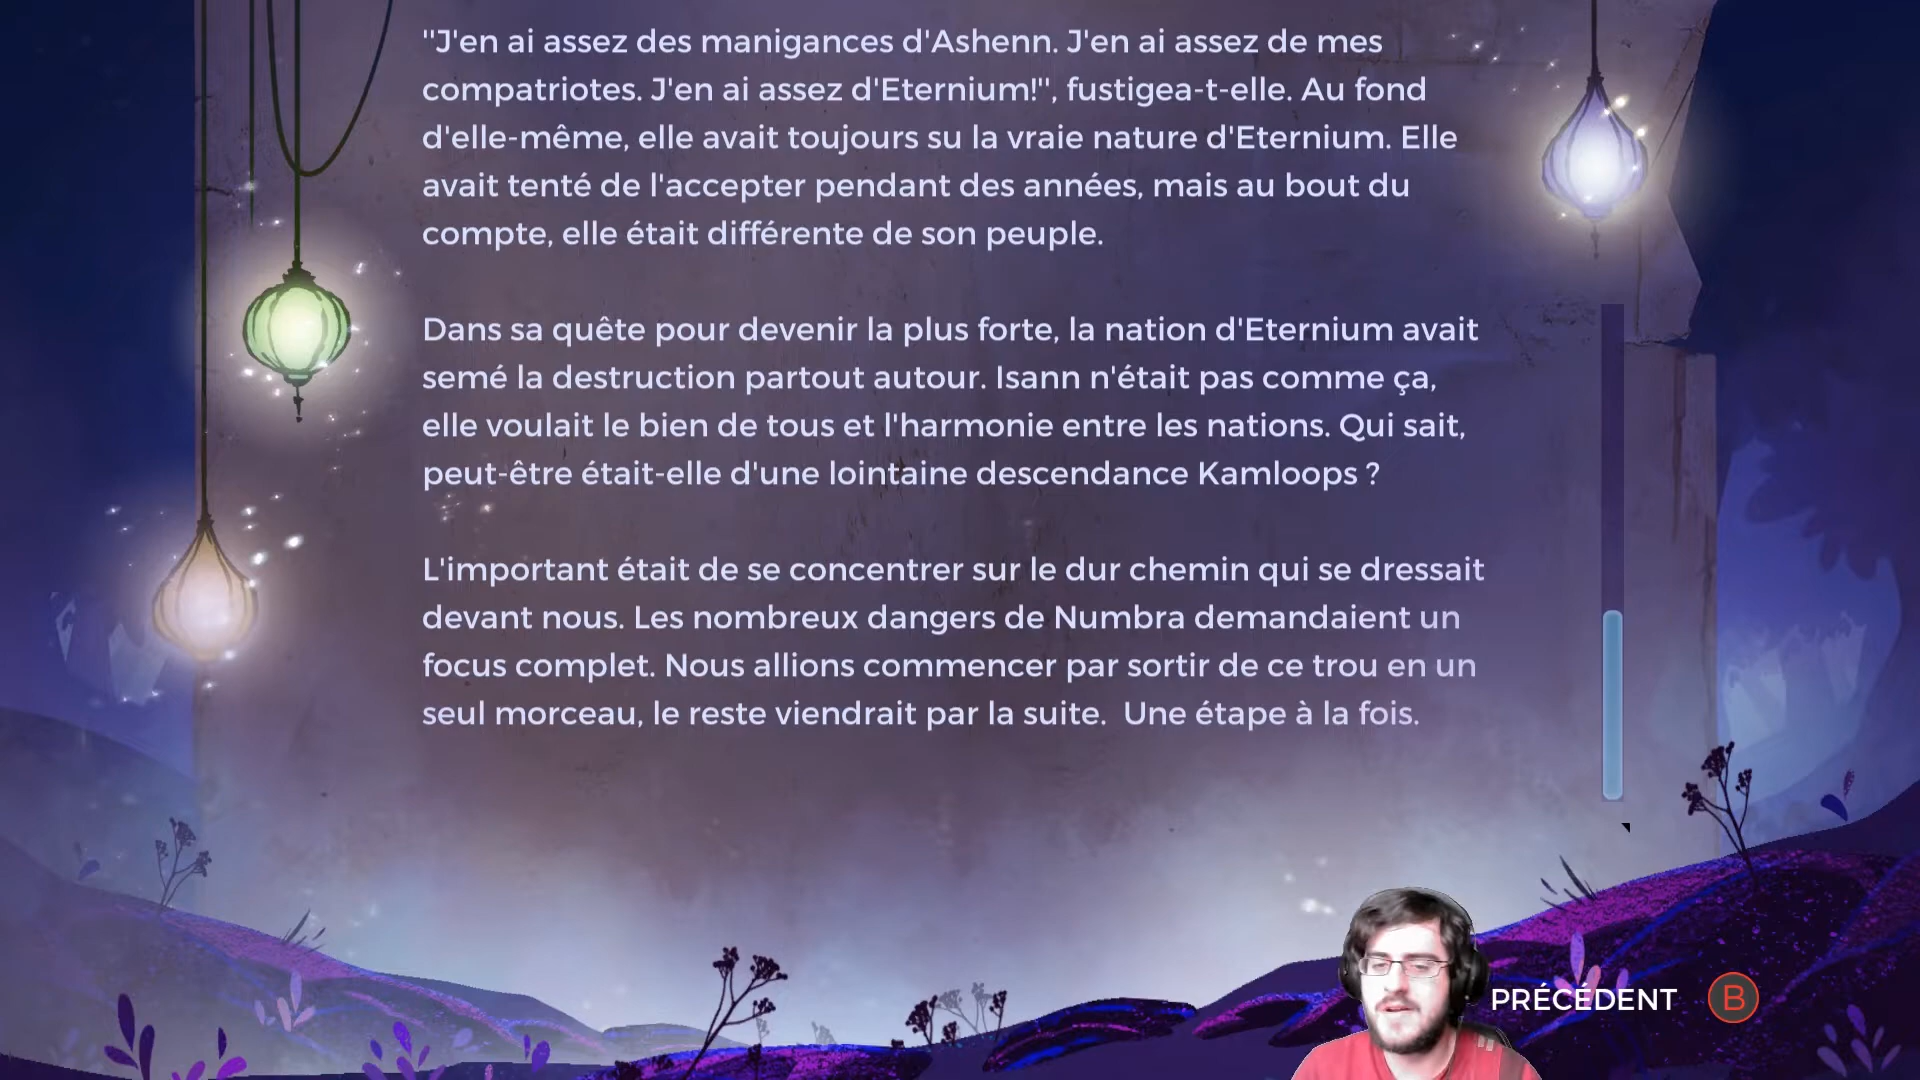 "J'en ai assez des manigances d'Ashenn. J'en ai assez de mes
compatriotes. J'en ai assez d'Eternium!", fustigea-t-elle. Au fond
d'elle-même, elle avait toujours su la vraie nature d'Eternium. Elle
avait tenté de l'accepter pendant des années, mais au bout du
compte, elle était différente de son peuple.
Dans sa quête pour devenir la plus forte, la nation d'Eternium avait
semé la destruction partout autour. Isann n'était pas comme ça,
elle voulait le bien de tous et l'harmonie entre les nations. Qui sait,
peut-être était-elle d'une lointaine descendance Kamloops ?
L'important était de se concentrer sur le dur chemin qui se dressait
devant nous. Les nombreux dangers de Numbra demandaient un
focus complet. Nous allions commencer par sortir de ce trou en un
seul morceau, le reste viendrait par la suite.  Une étape à la fois.
PRÉCÉDENT B